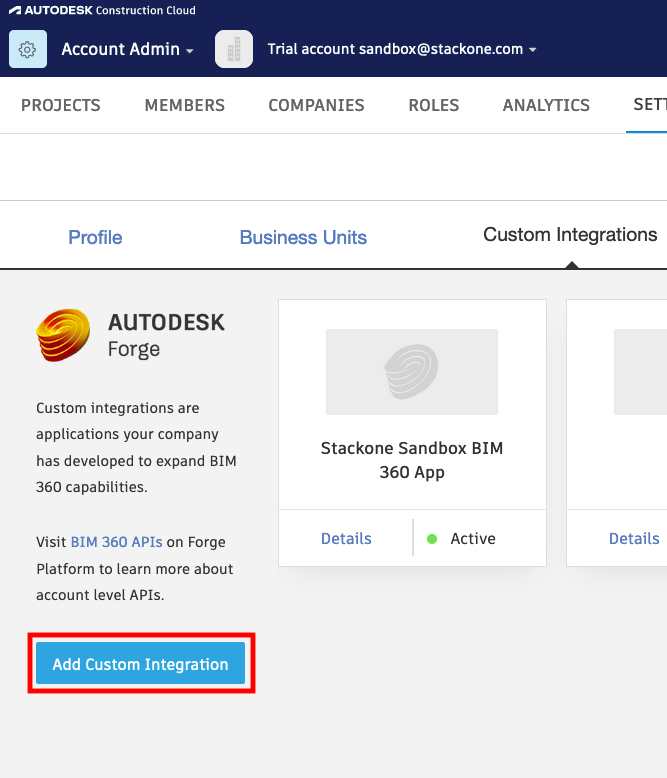 AUTODESK Construction Cloud
Account Admin
Trial account sandbox@stackone.com
PROJECTS MEMBERS COMPANIES ROLES ANALYTICS SETT
Profile Business Units Custom Integrations
AUTODESK
Forge
Custom integrations are
applications your company
has developed to expand BIM
360 capabilities.
Visit BIM 360 APIs on Forge
Platform to learn more about
account level APIs.
Add Custom Integration
Stackone Sandbox BIM
360 App
Details Active
Details